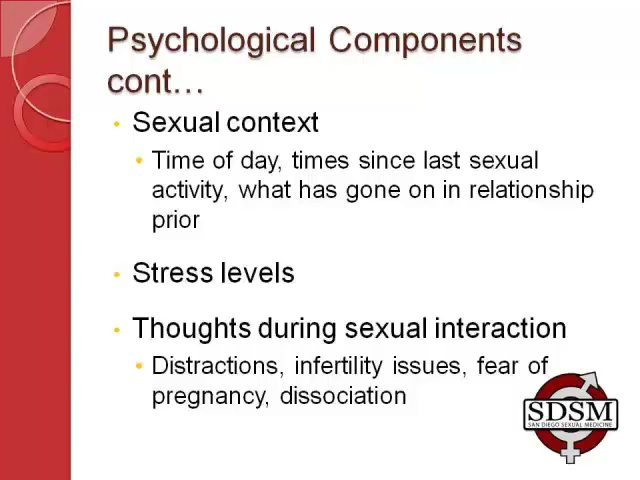 Psychological Components
cont…
• Sexual context
• Time of day, times since last sexual
activity, what has gone on in relationship
prior
• Stress levels
• Thoughts during sexual interaction
• Distractions, infertility issues, fear of
pregnancy, dissociation
SDSM
SAN DIEGO SEXUAL MEDICINE